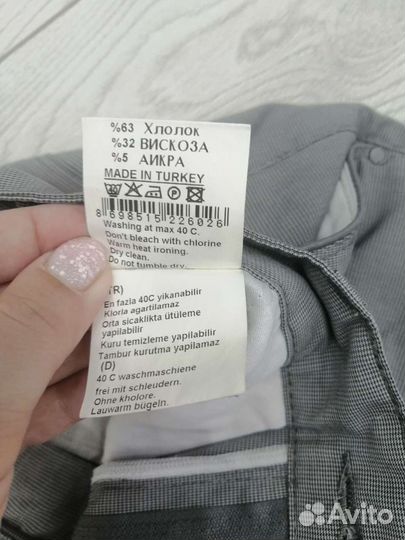 %63 Хлолок
%32 ВИСКОЗА
%5 АИКРА
MADE IN TURKEY
8 698515 226026
Washing at max 40 C.
Don't bleach with chlorine
Warm heat ironing.
Dry clean.
Do not tumble dry.
(TR)
En fazla 40C yikanabilir
Klorla agartilamaz
Orta sicaklikta ütüleme yapilabilir
Kuru temizleme yapilabilir
Tambur kurutma yapilamaz
(D)
40 C waschmaschiene
frei mit schleudern.
Ohne kholore.
Lauwarm bugeln.
Avito